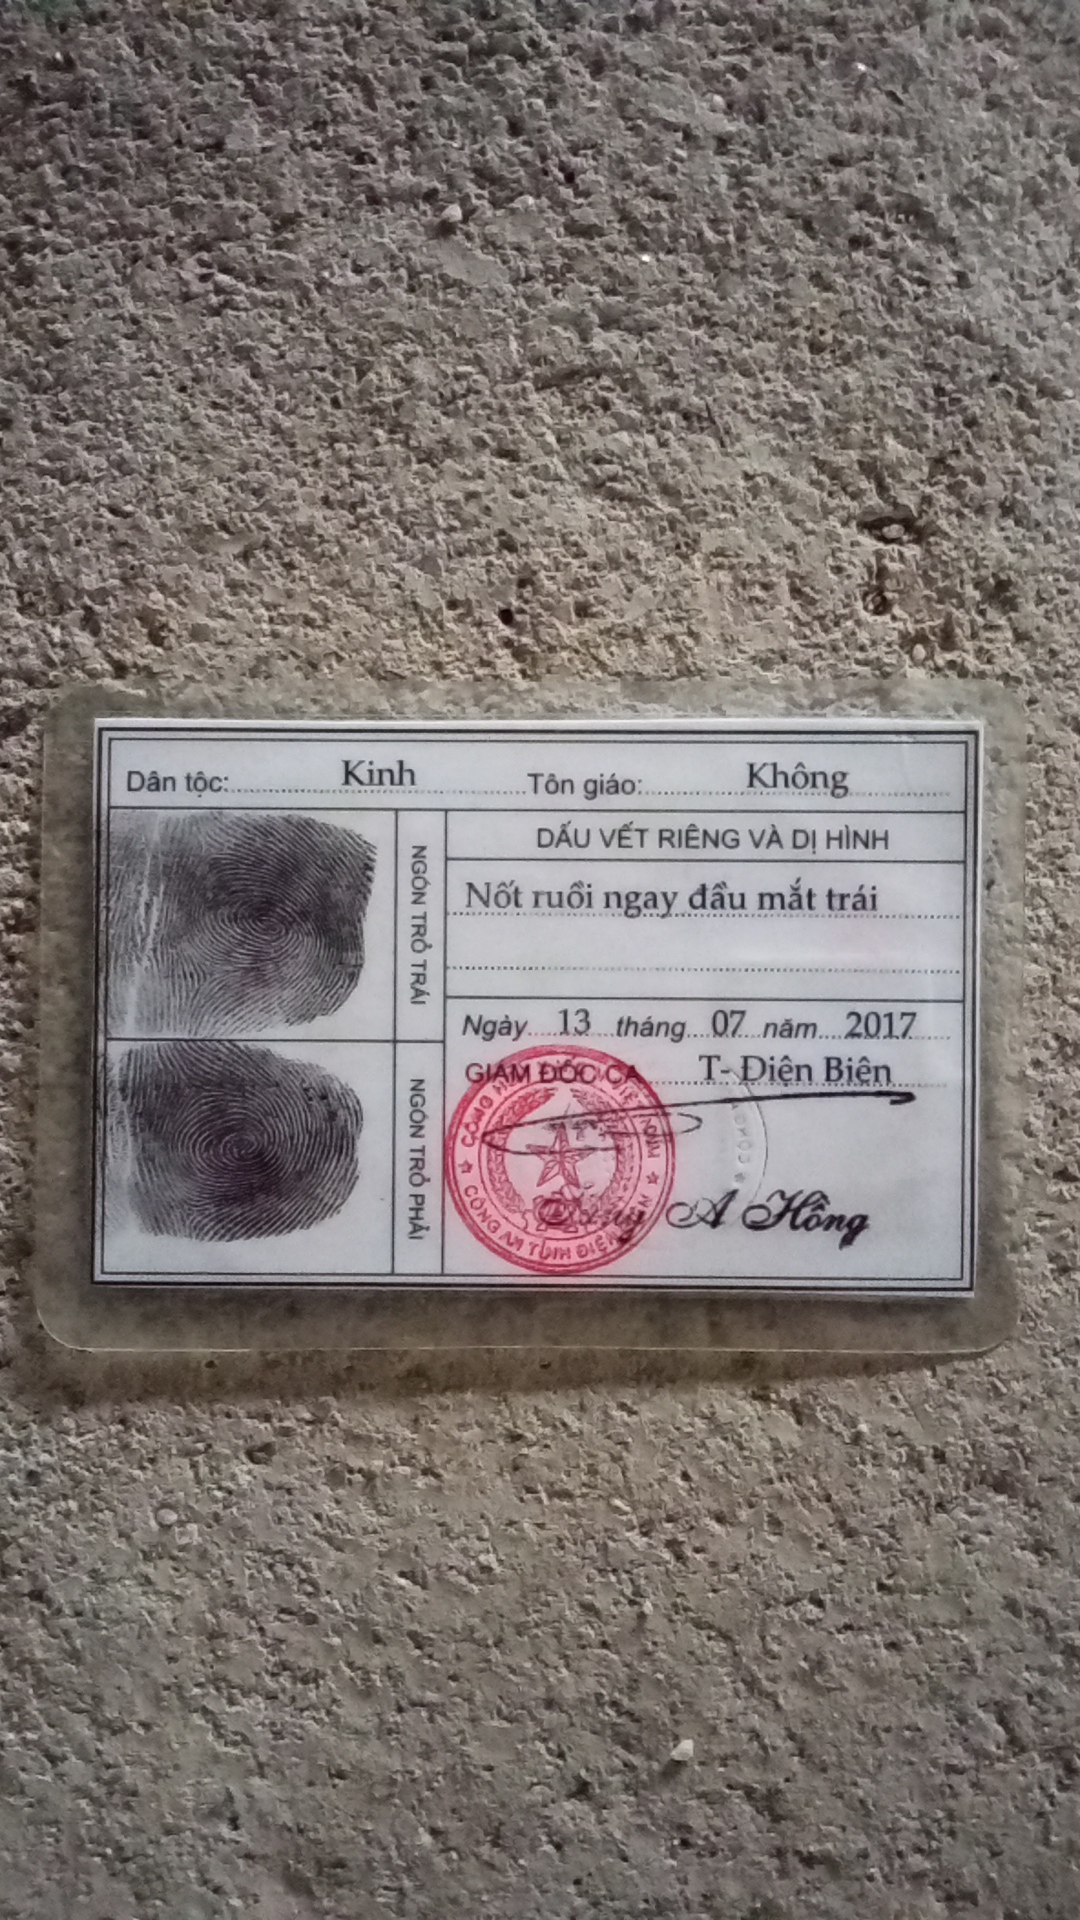 Dân tộc: Kinh Tôn giáo: Không
NGÓN TRỎ TRÁI
DẤU VẾT RIÊNG VÀ DỊ HÌNH
Nốt ruồi ngay đầu mắt trái
NGÓN TRỎ PHẢI
Ngày 13 tháng 07 năm 2017
GIÁM ĐỐC CA T- Điện Biên
CÔNG AN TỈNH ĐIỆN
A Hồng